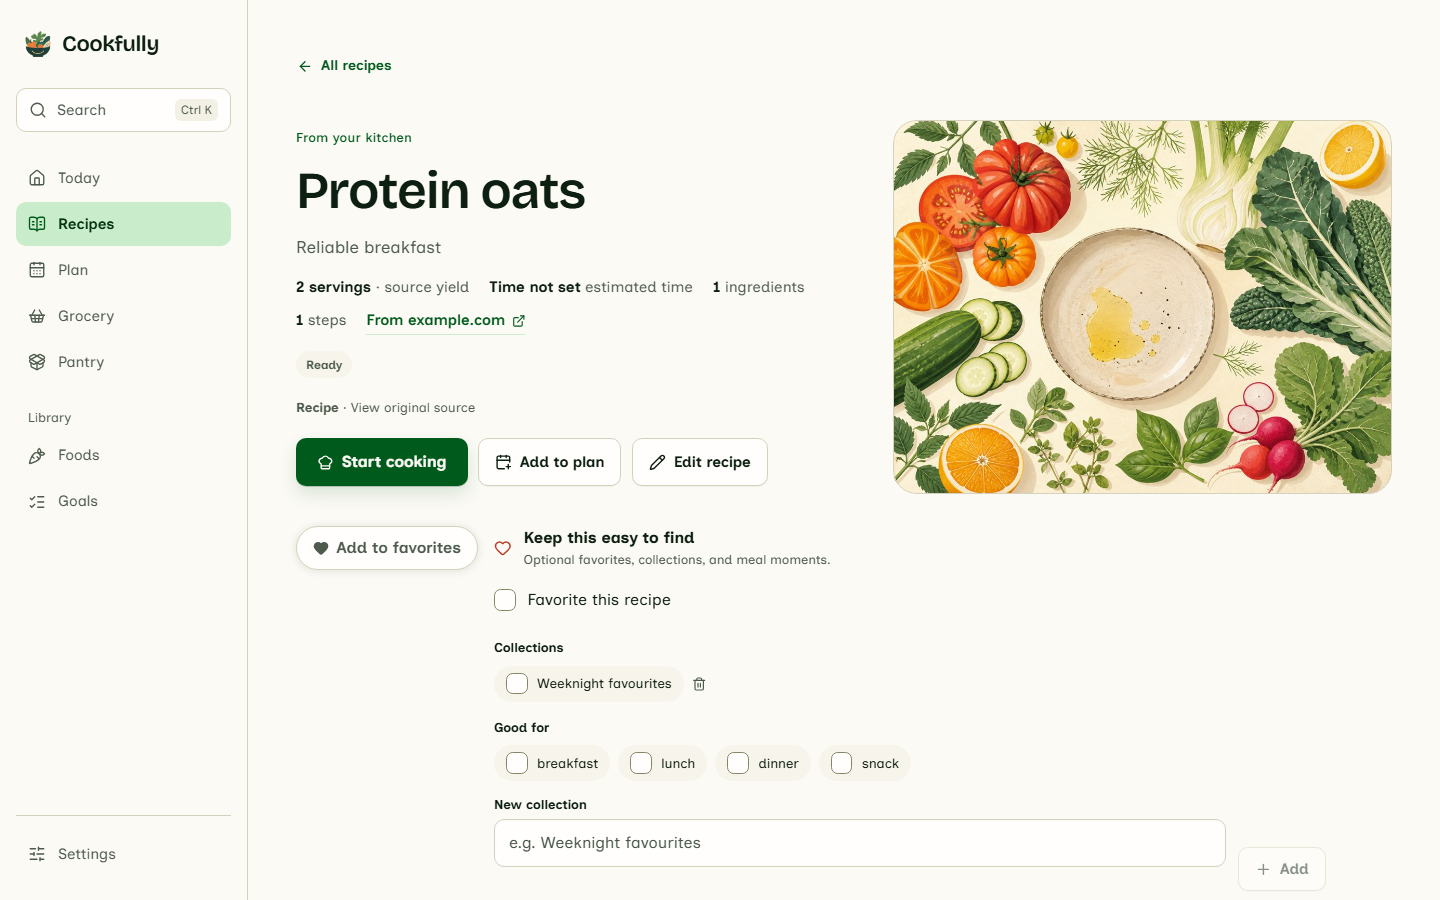 Cookfully
Search Ctrl K
Today
Recipes
Plan
Grocery
Pantry
Library
Foods
Goals
Settings
All recipes
From your kitchen
Protein oats
Reliable breakfast
2 servings · source yield Time not set estimated time 1 ingredients
1 steps From example.com
Ready
Recipe · View original source
Start cooking Add to plan Edit recipe
Add to favorites
Keep this easy to find
Optional favorites, collections, and meal moments.
Favorite this recipe
Collections
Weeknight favourites
Good for
breakfast lunch dinner snack
New collection
e.g. Weeknight favourites
Add